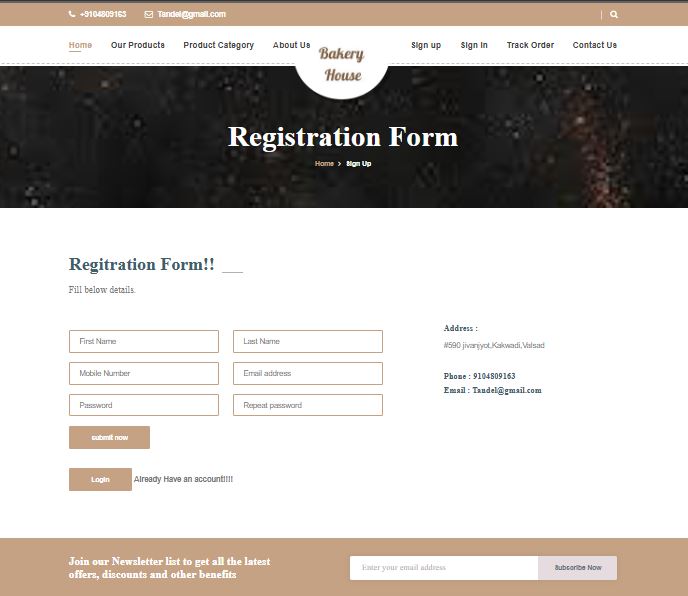 +9104809163 Tandel@gmail.com
Home Our Products Product Category About Us Bakery House Sign up Sign in Track Order Contact Us
Registration Form
Home > Sign Up
Regitration Form!!
Fill below details.
First Name Last Name
Mobile Number Email address
Password Repeat password
submit now
Login Already Have an account!!!!
Address :
#590 jivanjyot,Kakwadi,Valsad
Phone : 9104809163
Email : Tandel@gmail.com
Join our Newsletter list to get all the latest
offers, discounts and other benefits
Enter your email address Subscribe Now